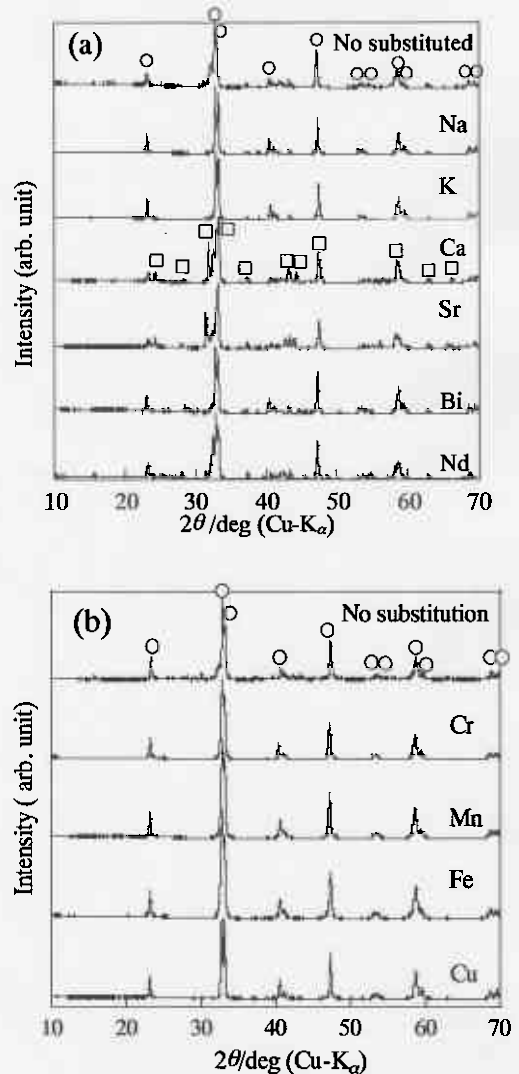 (a)
No substituted
Na
K
Ca
Sr
Bi
Nd
Intensity (arb. unit)
10 20 30 40 50 60 70
2θ/deg (Cu-Kα)
(b)
No substitution
Cr
Mn
Fe
Cu
Intensity ( arb. unit)
10 20 30 40 50 60 70
2θ/deg (Cu-Kα)